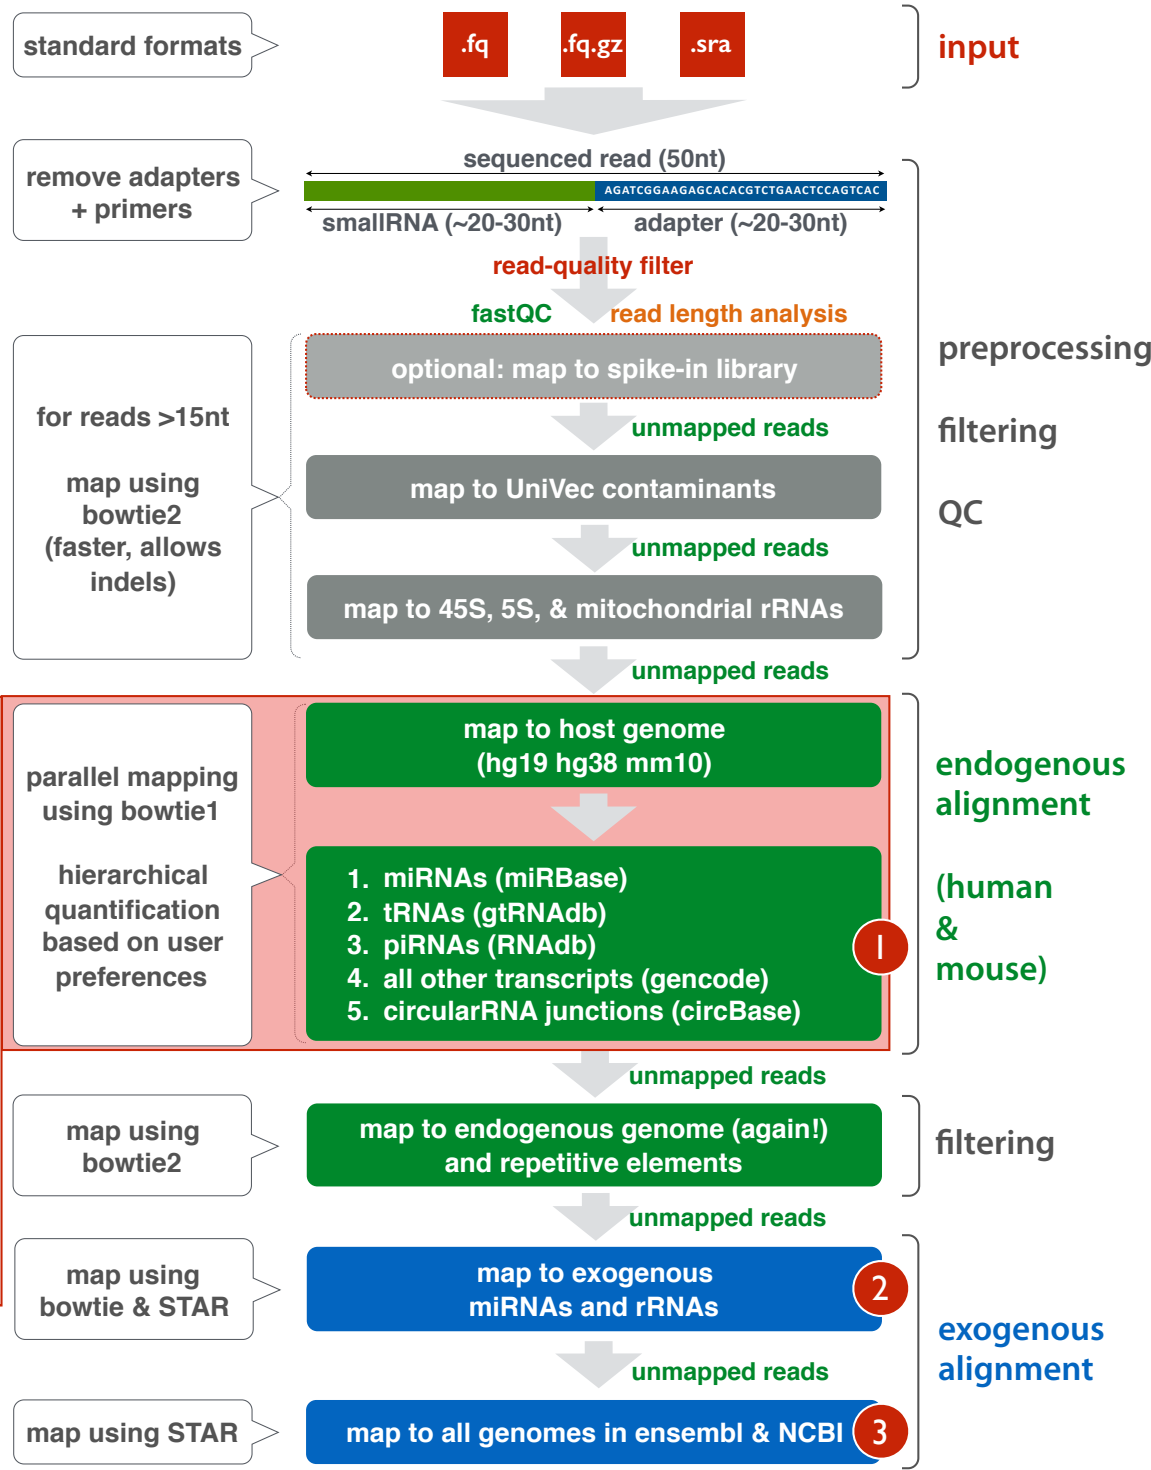 standard formats
.fq
.fq.gz
.sra
input
remove adapters
+ primers
sequenced read (50nt)
AGATCGGAAGAGCACACGTCTGAACTCCAGTCAC
smallRNA (~20-30nt)
adapter (~20-30nt)
read-quality filter
fastQC
read length analysis
preprocessing
filtering
QC
for reads >15nt
map using
bowtie2
(faster, allows
indels)
optional: map to spike-in library
unmapped reads
map to UniVec contaminants
unmapped reads
map to 45S, 5S, & mitochondrial rRNAs
unmapped reads
parallel mapping
using bowtie1
hierarchical
quantification
based on user
preferences
map to host genome
(hg19 hg38 mm10)
1. miRNAs (miRBase)
2. tRNAs (gtRNAdb)
3. piRNAs (RNAdb)
4. all other transcripts (gencode)
5. circularRNA junctions (circBase)
1
endogenous
alignment
(human
&
mouse)
unmapped reads
map using
bowtie2
map to endogenous genome (again!)
and repetitive elements
filtering
unmapped reads
map using
bowtie & STAR
map to exogenous
miRNAs and rRNAs
2
exogenous
alignment
unmapped reads
map using STAR
map to all genomes in ensembl & NCBI
3